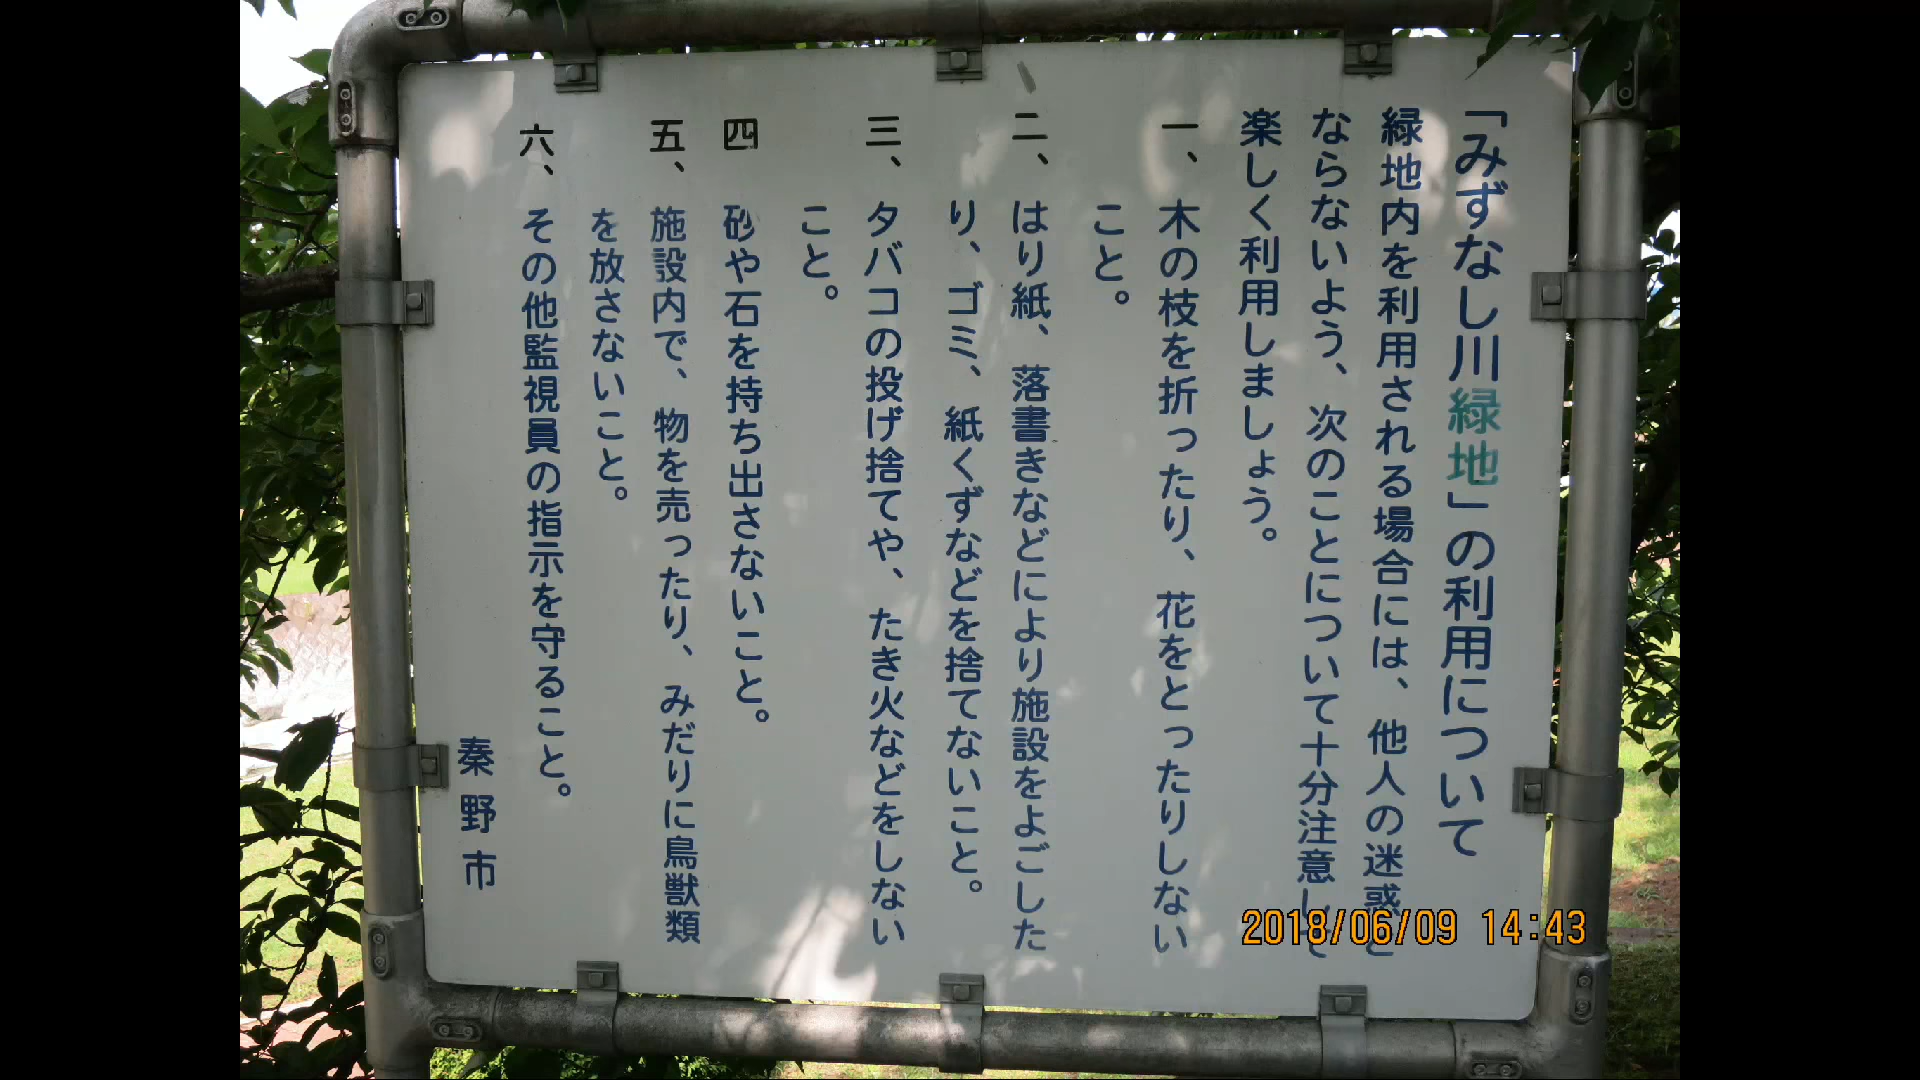 「みずなし川緑地」の利用について
緑地内を利用される場合には、他人の迷惑と
ならないよう、次のことについて十分注意して
楽しく利用しましょう。
一、木の枝を折ったり、花をとったりしない
こと。
二、はり紙、落書きなどにより施設をよごした
り、ゴミ、紙くずなどを捨てないこと。
三、タバコの投げ捨てや、たき火などをしない
こと。
四 砂や石を持ち出さないこと。
五、施設内で、物を売ったり、みだりに鳥獣類
を放さないこと。
六、その他監視員の指示を守ること。
秦野市
2018/06/09 14:43